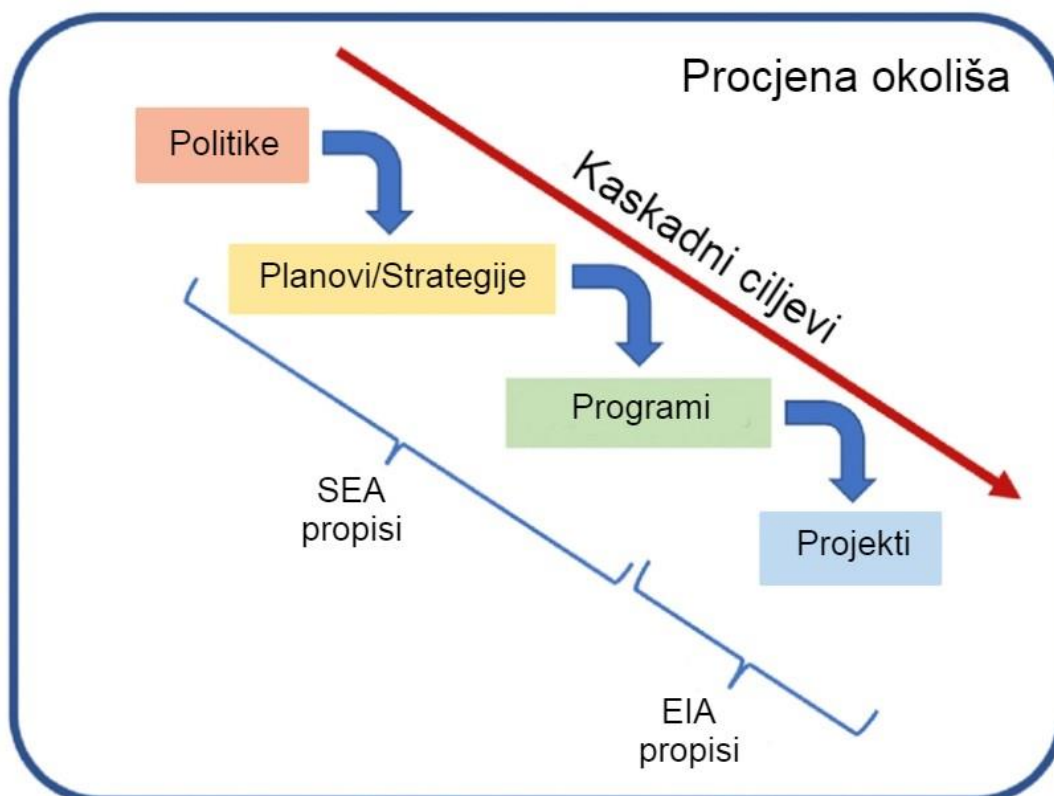 Procjena okoliša
Politike
Kaskadni ciljevi
Planovi/Strategije
Programi
SEA
propisi
Projekti
EIA
propisi